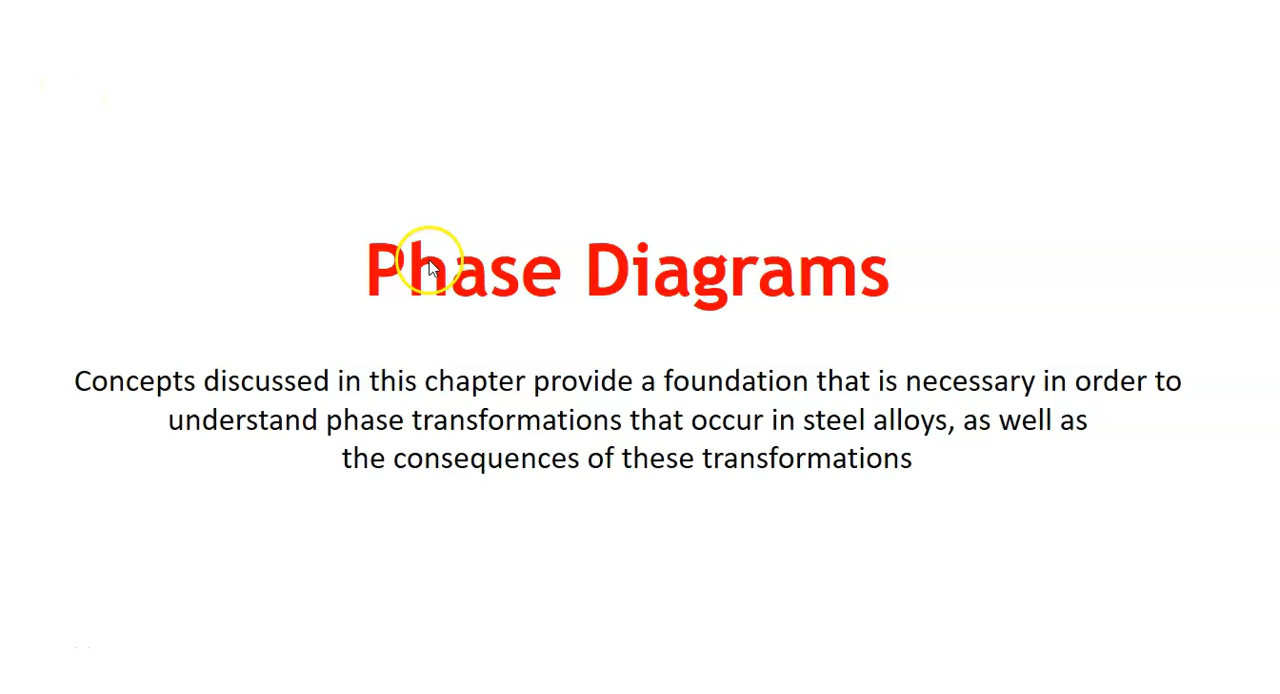 Phase Diagrams
Concepts discussed in this chapter provide a foundation that is necessary in order to
understand phase transformations that occur in steel alloys, as well as
the consequences of these transformations